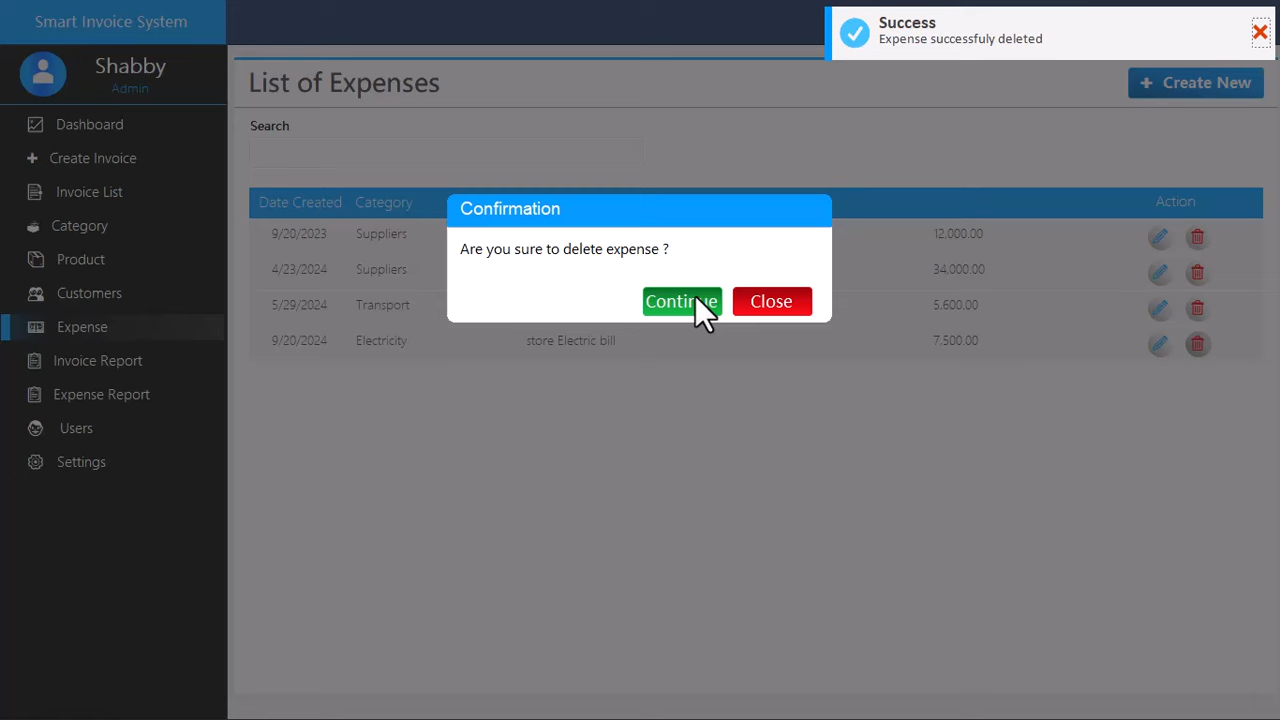 Smart Invoice System
Success
Expense successfuly deleted
Shabby
Admin
List of Expenses
+ Create New
Dashboard
Create Invoice
Invoice List
Category
Product
Customers
Expense
Invoice Report
Expense Report
Users
Settings
Search
Date Created Category Action
9/20/2023 Suppliers 12,000.00
4/23/2024 Suppliers 34,000.00
5/29/2024 Transport 5,600.00
9/20/2024 Electricity store Electric bill 7,500.00
Confirmation
Are you sure to delete expense ?
Continue Close